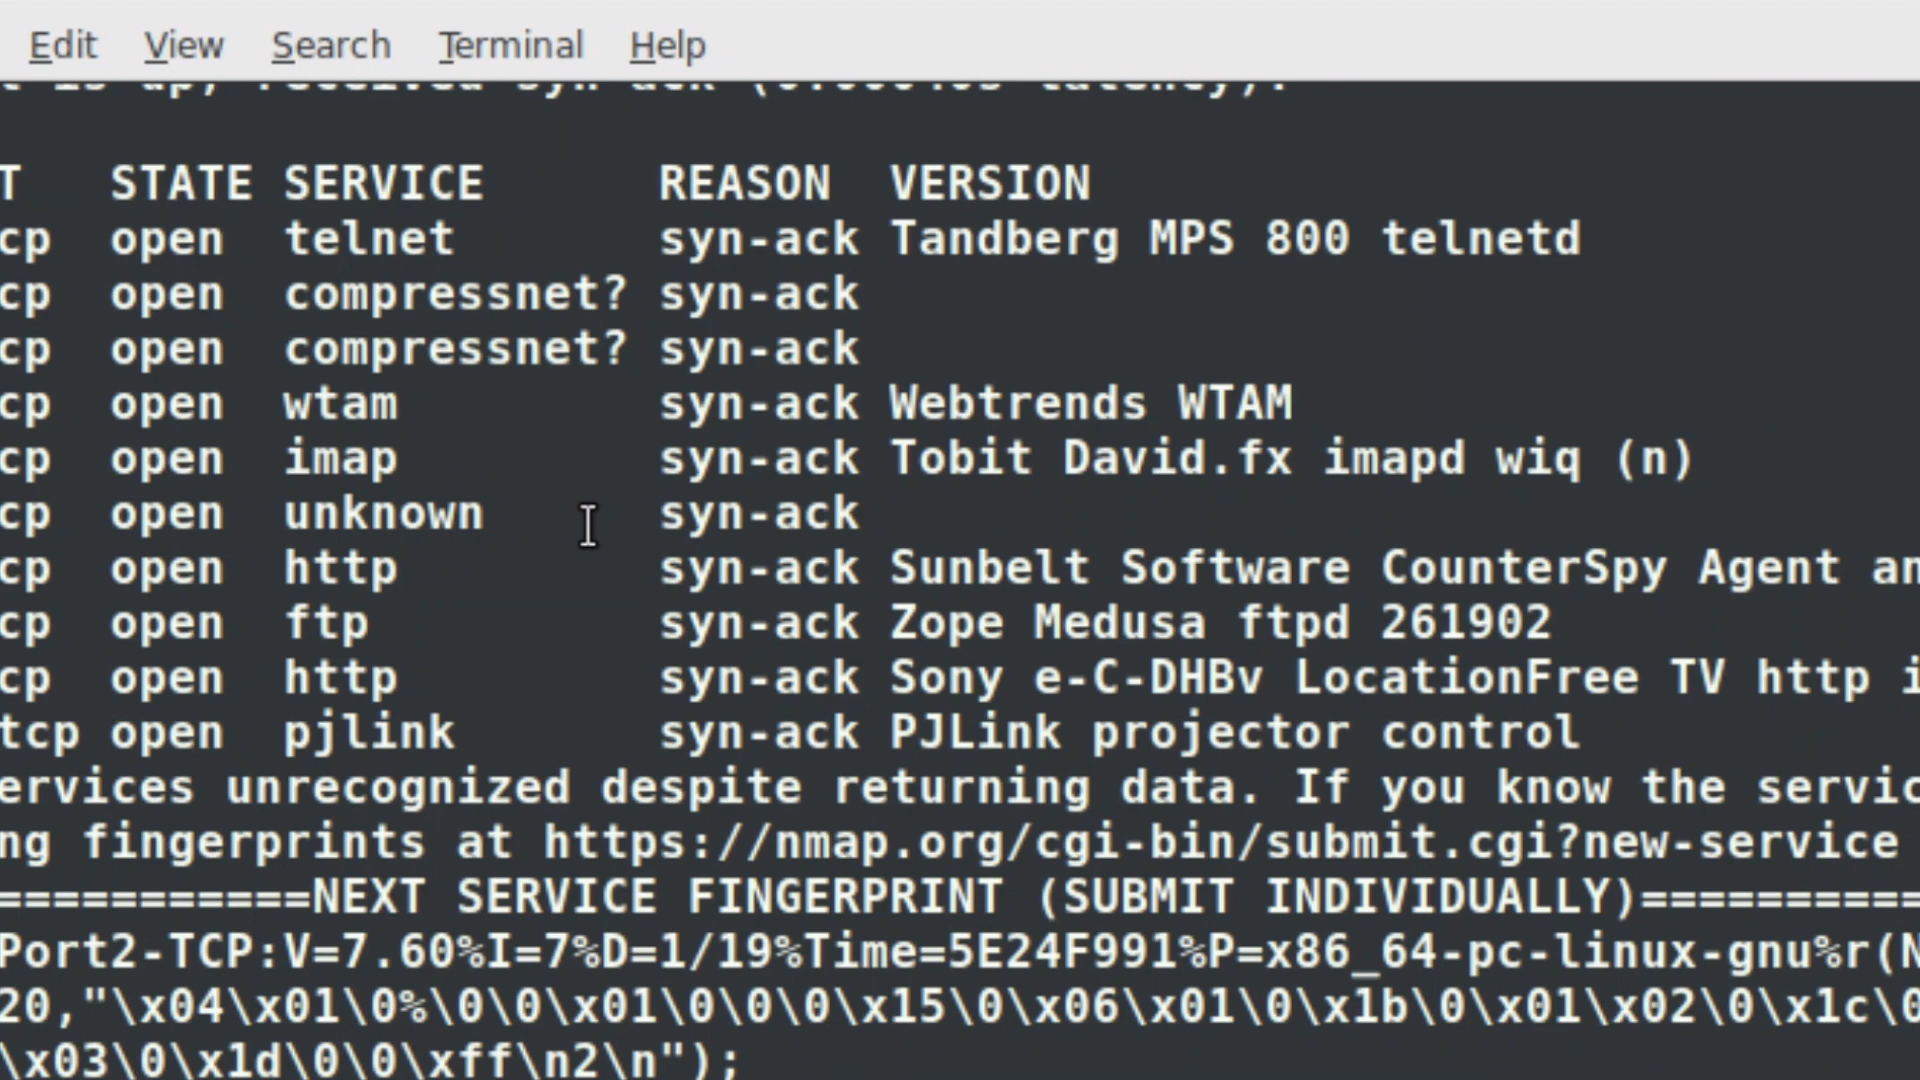 Edit View Search Terminal Help
t is up, received syn-ack
T STATE SERVICE REASON VERSION
cp open telnet syn-ack Tandberg MPS 800 telnetd
cp open compressnet? syn-ack
cp open compressnet? syn-ack
cp open wtam syn-ack Webtrends WTAM
cp open imap syn-ack Tobit David.fx imapd wiq (n)
cp open unknown syn-ack
cp open http syn-ack Sunbelt Software CounterSpy Agent an
cp open ftp syn-ack Zope Medusa ftpd 261902
cp open http syn-ack Sony e-C-DHBv LocationFree TV http i
tcp open pjlink syn-ack PJLink projector control
ervices unrecognized despite returning data. If you know the servic
ng fingerprints at https://nmap.org/cgi-bin/submit.cgi?new-service
===========NEXT SERVICE FINGERPRINT (SUBMIT INDIVIDUALLY)==========
Port2-TCP:V=7.60%I=7%D=1/19%Time=5E24F991%P=x86_64-pc-linux-gnu%r(N
20,"\x04\x01\0%\0\0\x01\0\0\0\x15\0\x06\x01\0\x1b\0\x01\x02\0\x1c\0
\x03\0\x1d\0\0\xff\n2\n");